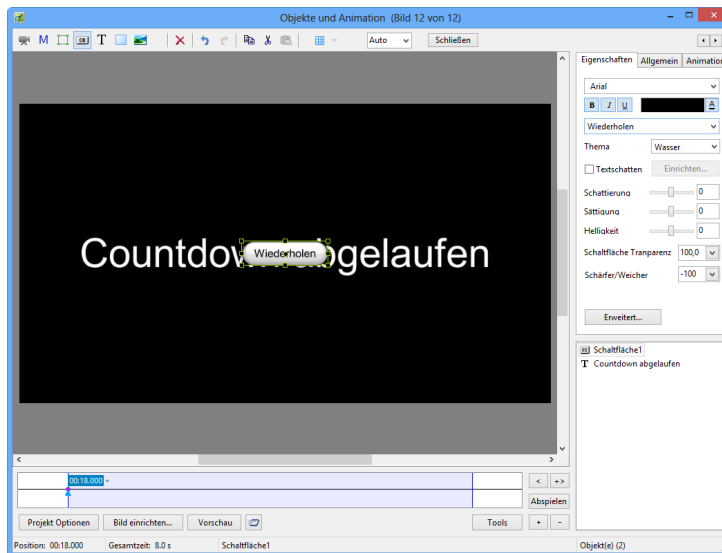 Objekte und Animation (Bild 12 von 12)
M OK T Auto Schließen
Eigenschaften Allgemein Animation
Arial
B I U A
Wiederholen
Thema Wasser
Textschatten Einrichten...
Schattierung 0
Sättigung 0
Helligkeit 0
Schaltfläche Tranparenz 100,0
Schärfer/Weicher -100
Erweitert...
Countdown abgelaufen
Wiederholen
OK Schaltfläche1
T Countdown abgelaufen
00:18.000
< +>
Abspielen
Projekt Optionen Bild einrichten... Vorschau Tools + -
Position: 00:18.000 Gesamtzeit: 8.0 s Schaltfläche1 Objekt(e) (2)